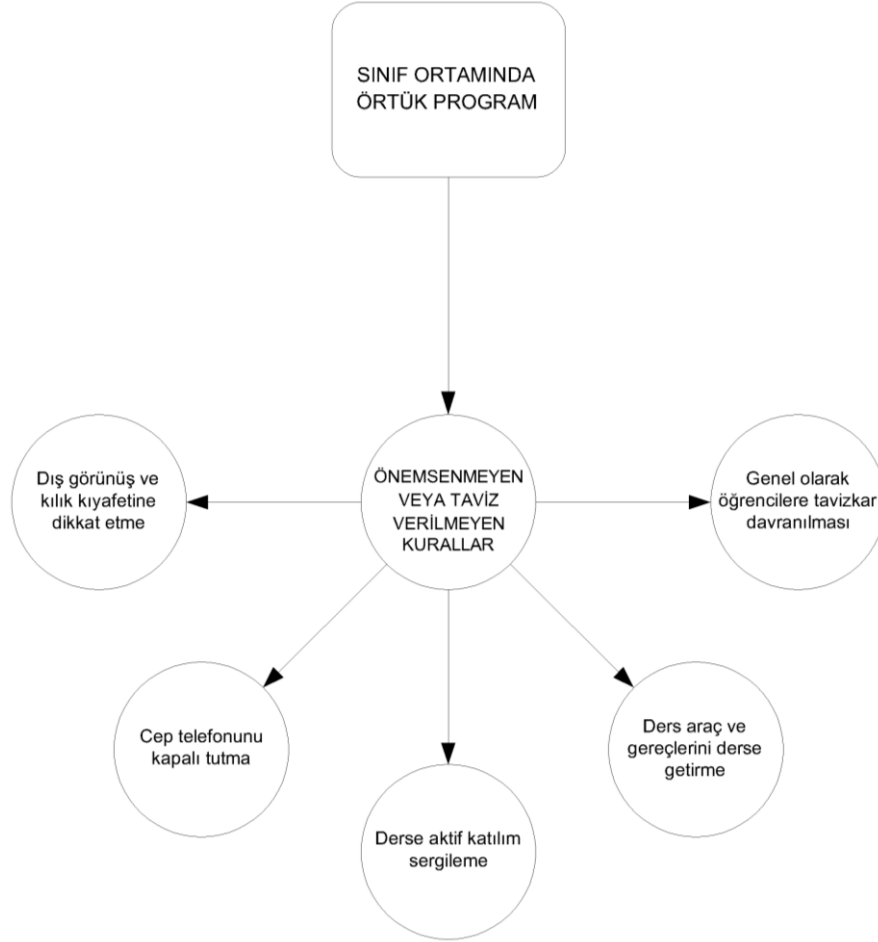 SINIF ORTAMINDA
ÖRTÜK PROGRAM
Dış görünüş ve
kılık kıyafetine
dikkat etme
ÖNEMSENMEYEN
VEYA TAVİZ
VERİLMEYEN
KURALLAR
Genel olarak
öğrencilere tavizkar
davranılması
Cep telefonunu
kapalı tutma
Ders araç ve
gereçlerini derse
getirme
Derse aktif katılım
sergileme